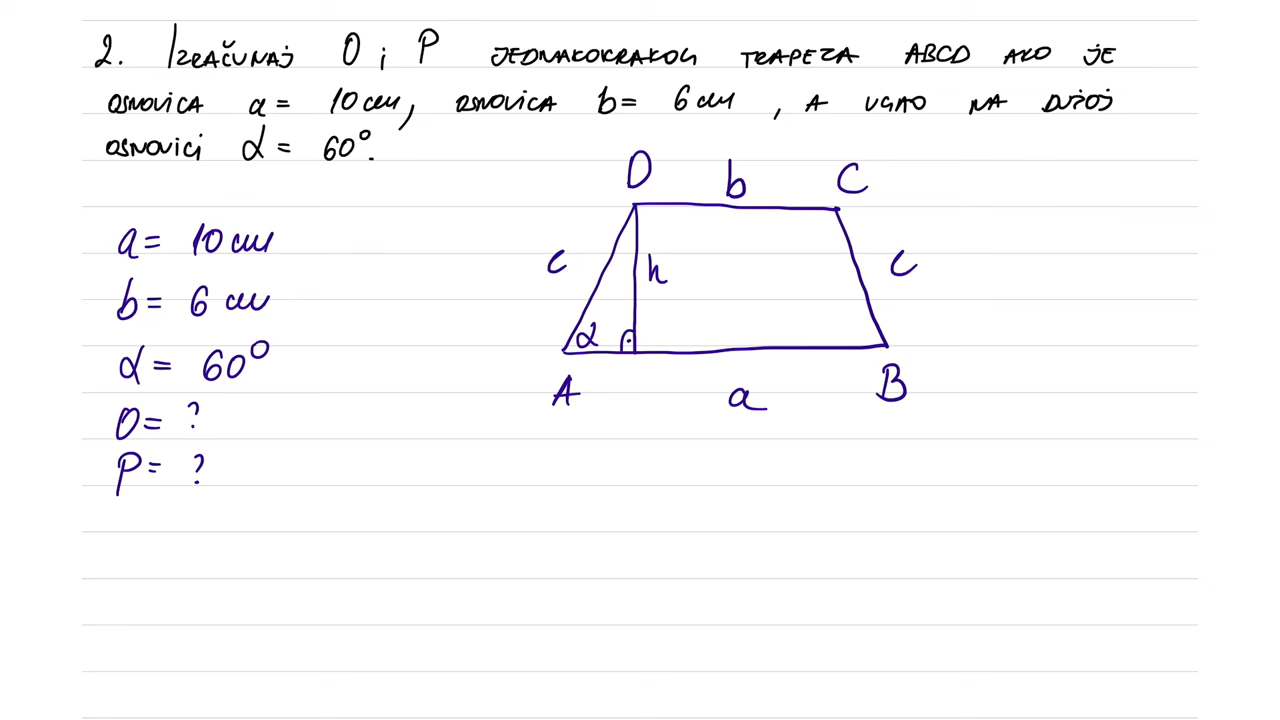 2. IZRAČUNAJ O i P JEDNAKOKRAKOG TRAPEZA ABCD AKO JE
OSNOVICA a = 10 cm, OSNOVICA b = 6 cm, A UGAO NA DUŽOJ
OSNOVICI α = 60°.
D b C
a = 10 cm
c h c
b = 6 cm
α
α = 60°
A a B
O = ?
P = ?